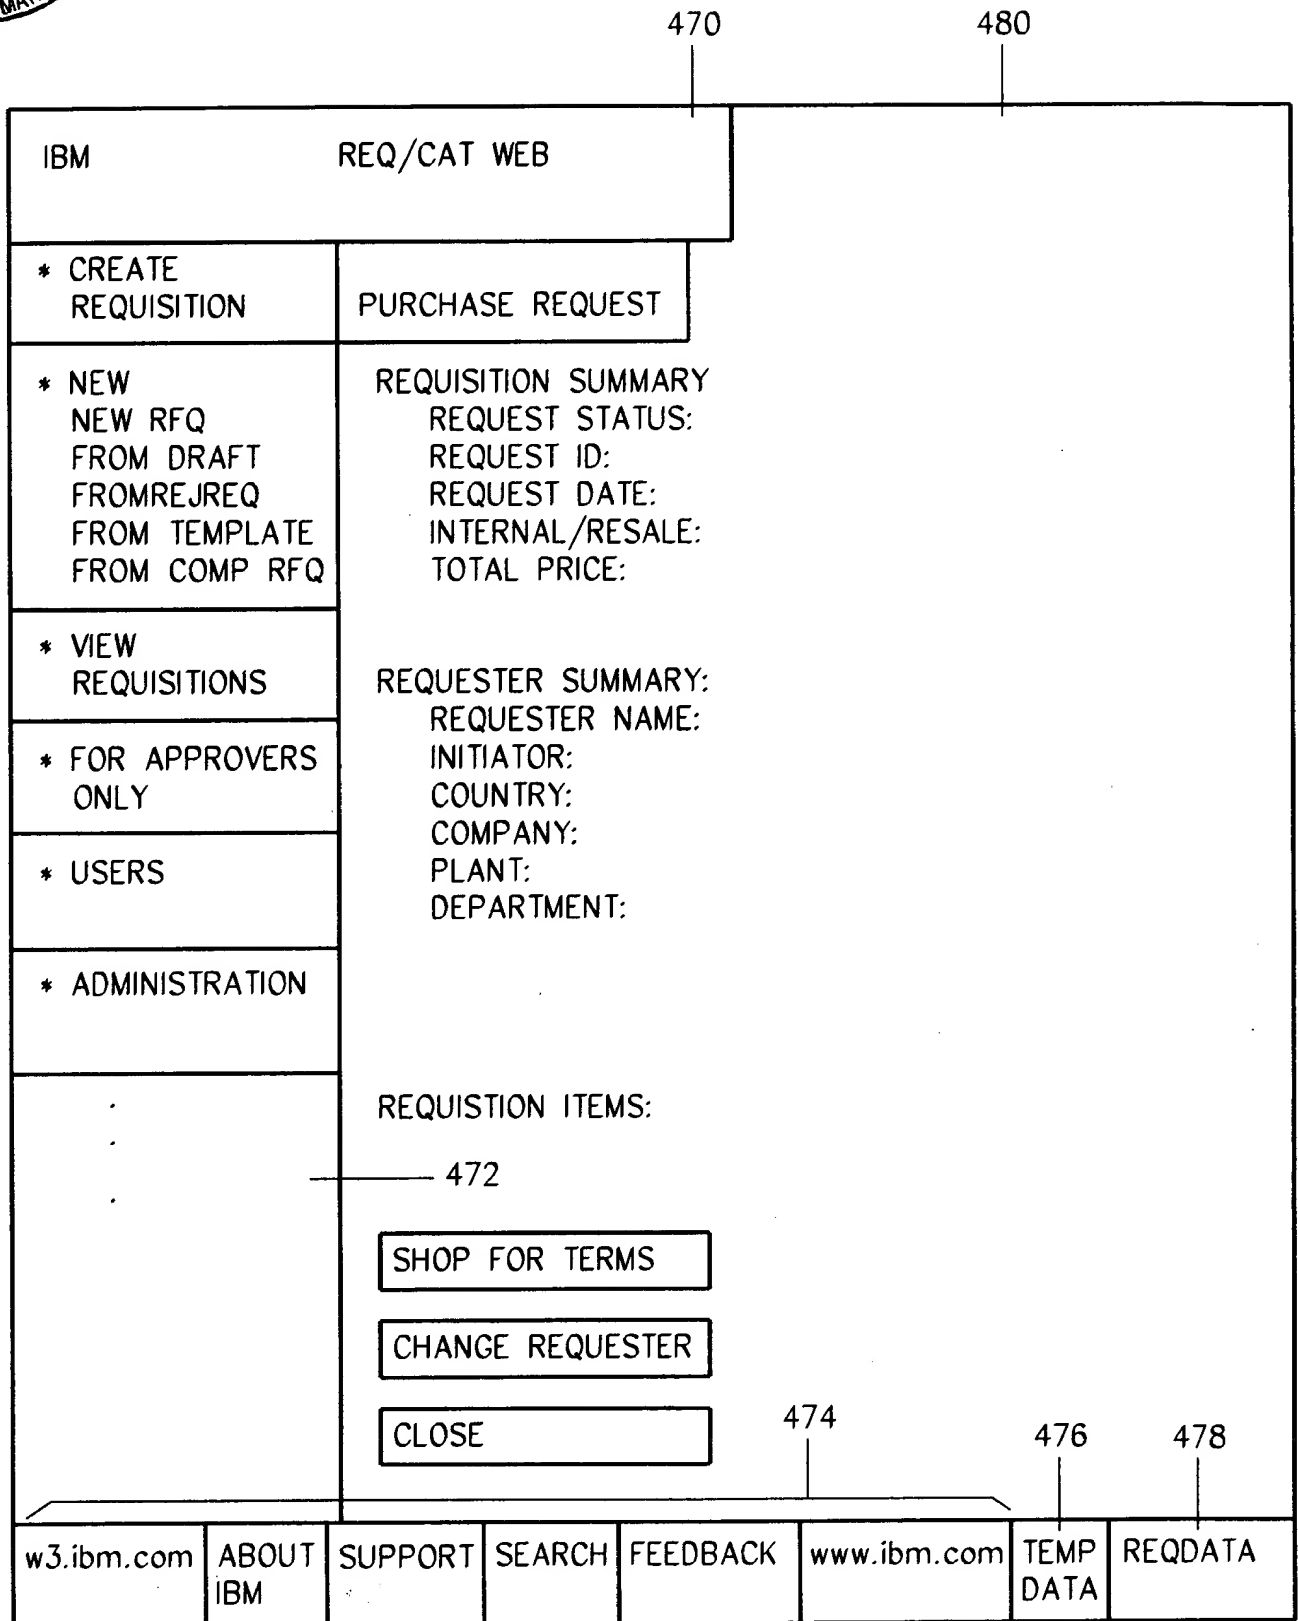 470
480
IBM REQ/CAT WEB
* CREATE
REQUISITION
PURCHASE REQUEST
* NEW
NEW RFQ
FROM DRAFT
FROMREJREQ
FROM TEMPLATE
FROM COMP RFQ
* VIEW
REQUISITIONS
* FOR APPROVERS
ONLY
* USERS
* ADMINISTRATION
REQUISITION SUMMARY
REQUEST STATUS:
REQUEST ID:
REQUEST DATE:
INTERNAL/RESALE:
TOTAL PRICE:
REQUESTER SUMMARY:
REQUESTER NAME:
INITIATOR:
COUNTRY:
COMPANY:
PLANT:
DEPARTMENT:
REQUISTION ITEMS:
472
SHOP FOR TERMS
CHANGE REQUESTER
CLOSE
474
476
478
w3.ibm.com
ABOUT
IBM
SUPPORT
SEARCH
FEEDBACK
www.ibm.com
TEMP
DATA
REQDATA